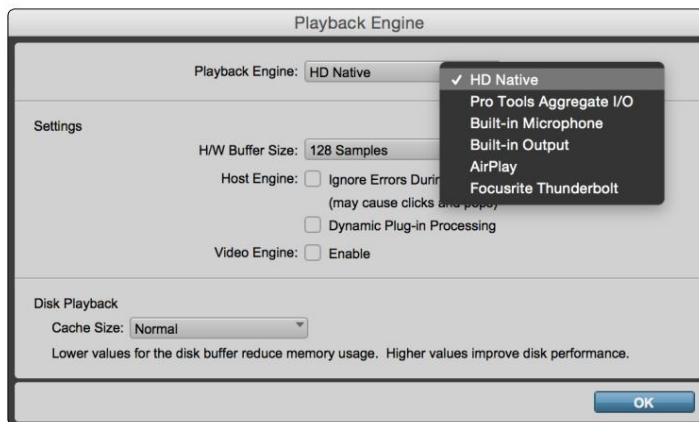 Playback Engine
Playback Engine: HD Native
✓ HD Native
Pro Tools Aggregate I/O
Built-in Microphone
Built-in Output
AirPlay
Focusrite Thunderbolt
Settings
H/W Buffer Size: 128 Samples
Host Engine: Ignore Errors
(may cause clicks and pops)
Dynamic Plug-in Processing
Video Engine: Enable
Disk Playback
Cache Size: Normal
Lower values for the disk buffer reduce memory usage. Higher values improve disk performance.
OK